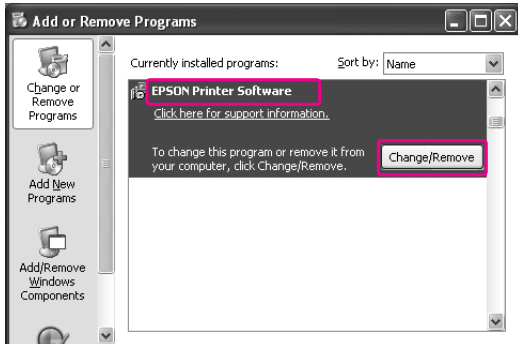 Add or Remove Programs
Change or
Remove
Programs
Add New
Programs
Add/Remove
Windows
Components
Currently installed programs:
Sort by:
Name
EPSON Printer Software
Click here for support information.
To change this program or remove it from
your computer, click Change/Remove.
Change/Remove